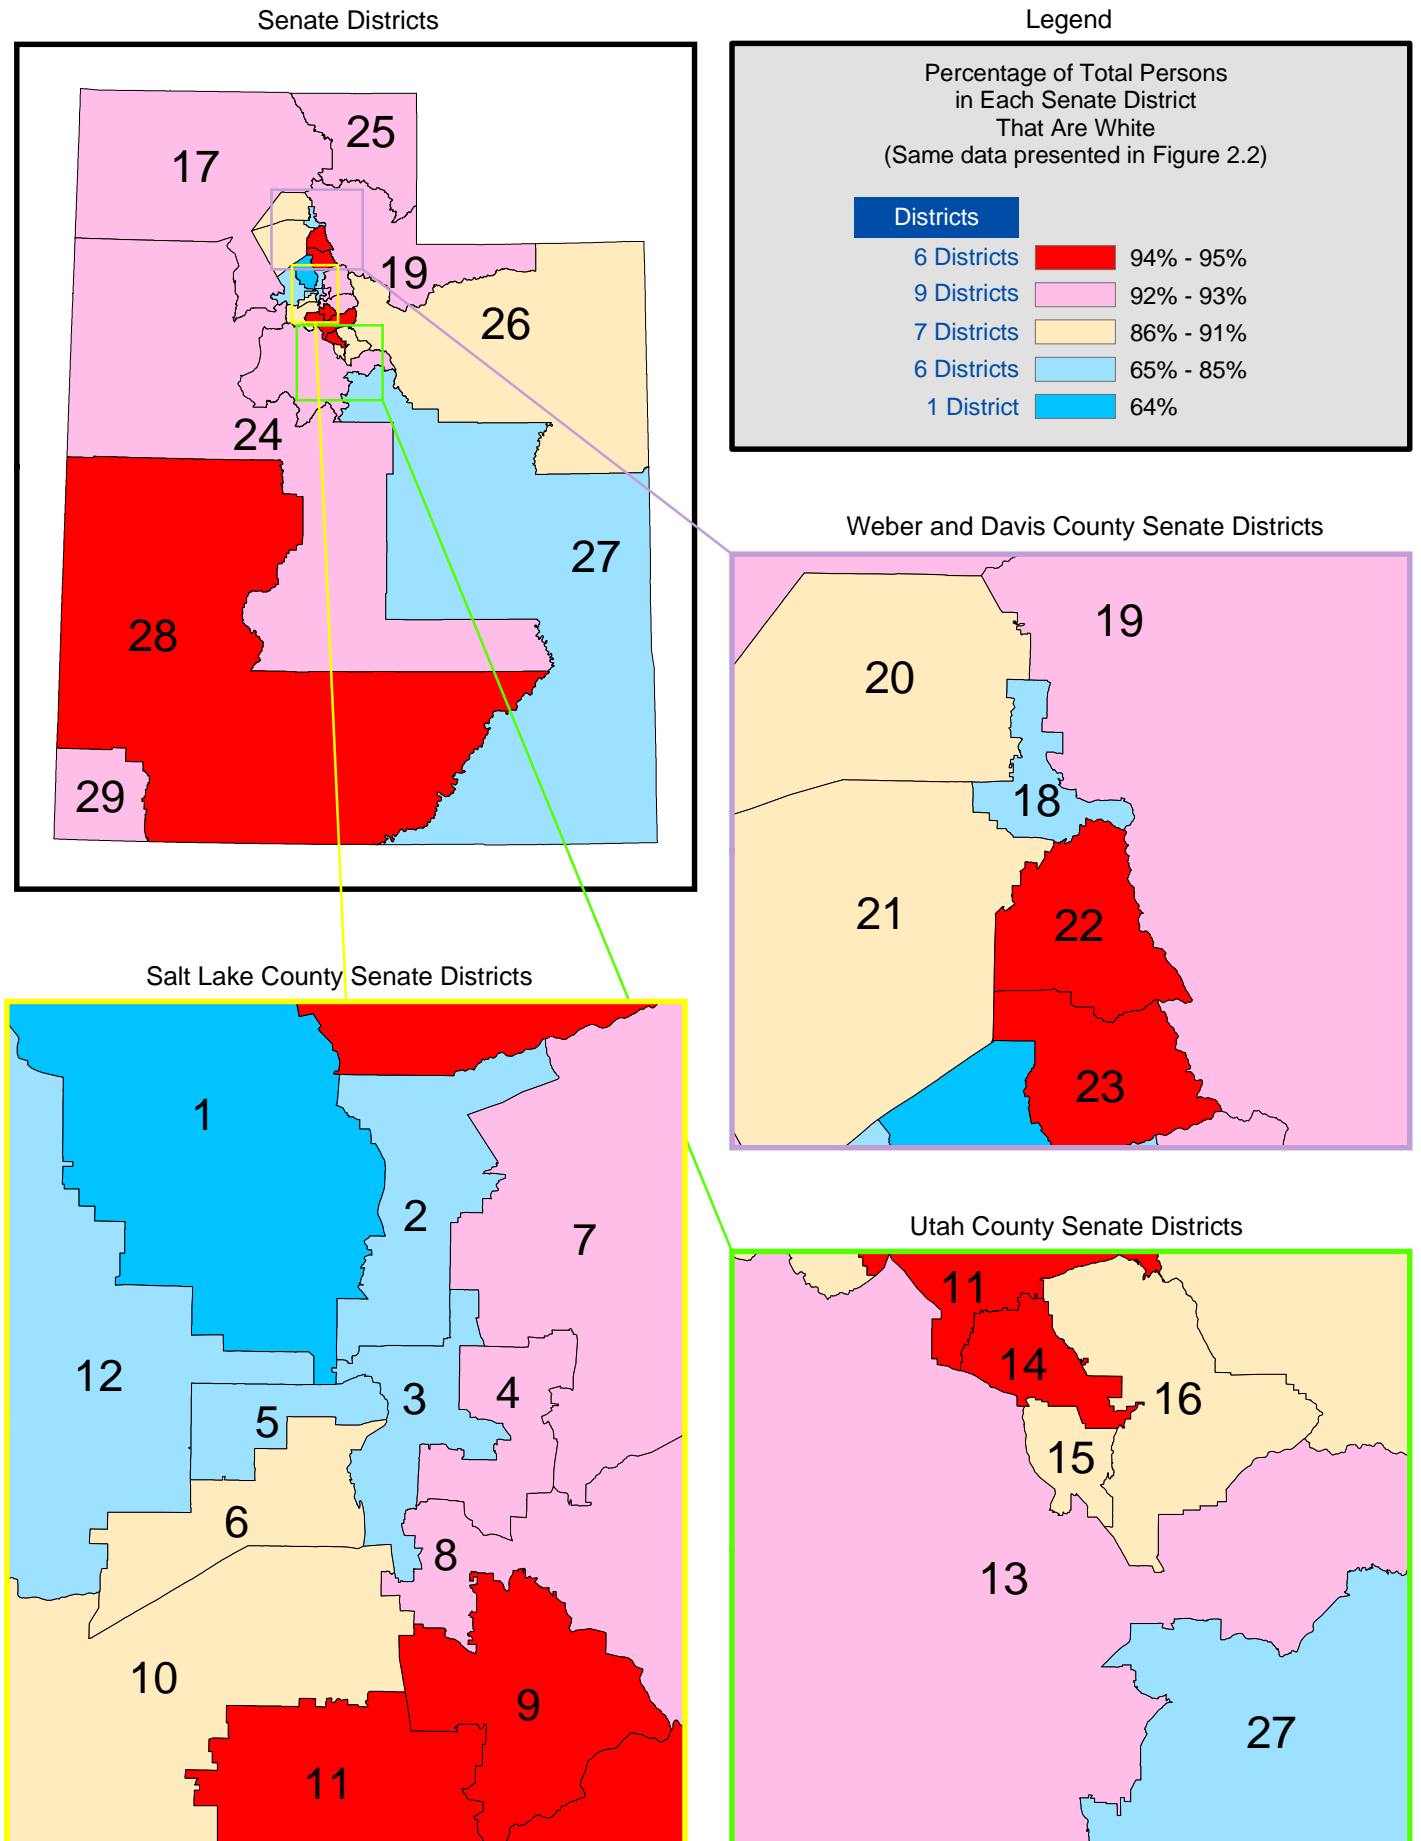 Senate Districts
17
25
19
26
24
27
28
29
Legend
Percentage of Total Persons
in Each Senate District
That Are White
(Same data presented in Figure 2.2)
Districts
6 Districts 94% - 95%
9 Districts 92% - 93%
7 Districts 86% - 91%
6 Districts 65% - 85%
1 District 64%
Weber and Davis County Senate Districts
19
20
18
21
22
23
Salt Lake County Senate Districts
1
2
7
12
3
4
5
6
8
10
9
11
Utah County Senate Districts
11
14
16
15
13
27